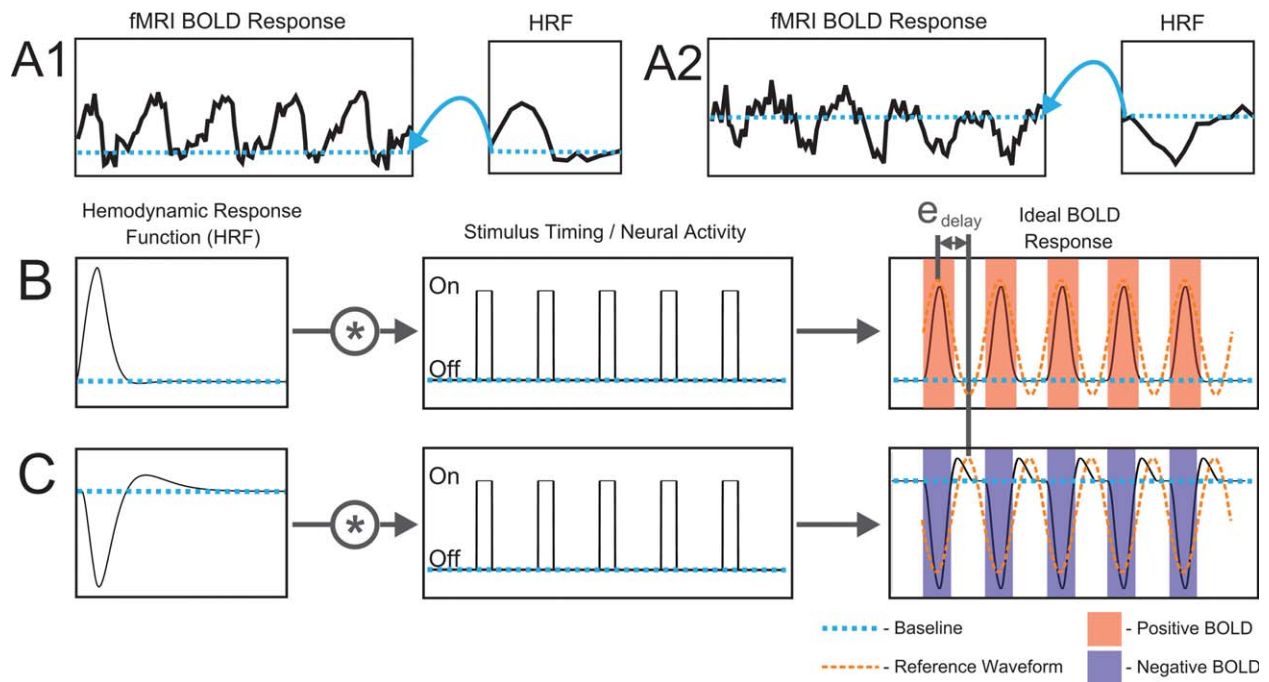 fMRI BOLD Response
HRF
fMRI BOLD Response
HRF
A1
A2
Hemodynamic Response
Function (HRF)
Stimulus Timing / Neural Activity
e delay
Ideal BOLD
Response
B
On
*
Off
C
On
*
Off
- Baseline
- Positive BOLD
- Reference Waveform
- Negative BOLD